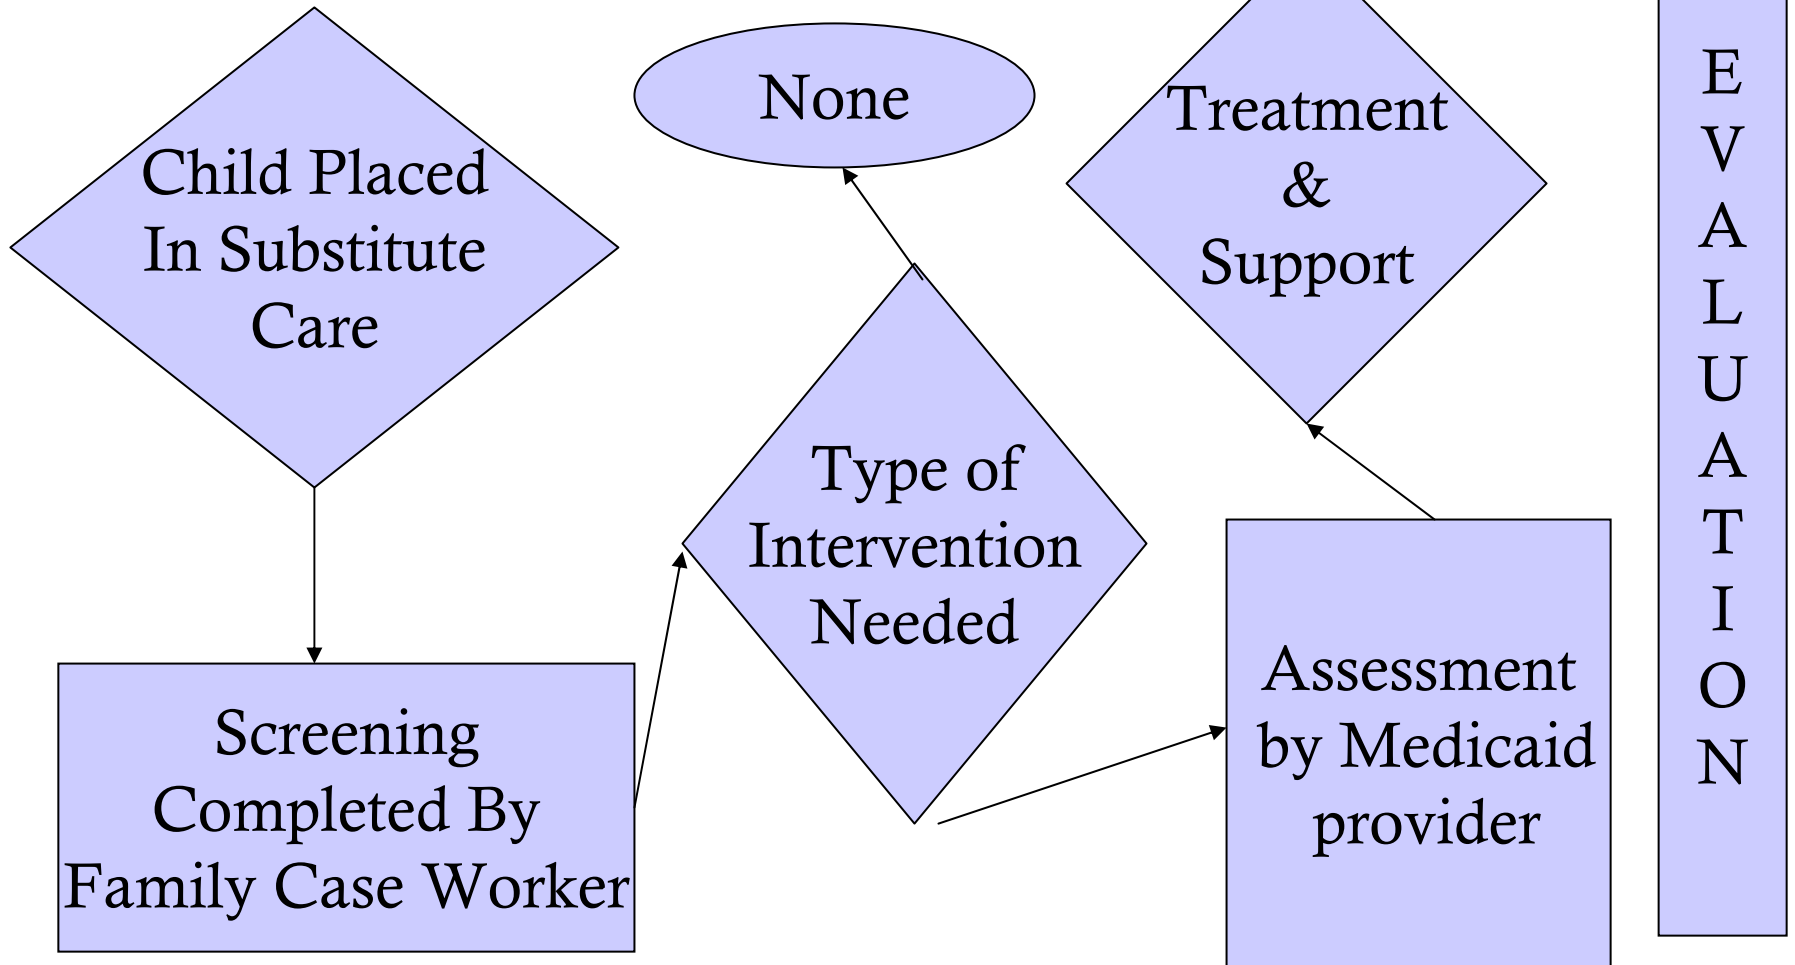 Child Placed
In Substitute
Care
Screening
Completed By
Family Case Worker
None
Type of
Intervention
Needed
Treatment
&
Support
Assessment
by Medicaid
provider
E
V
A
L
U
A
T
I
O
N